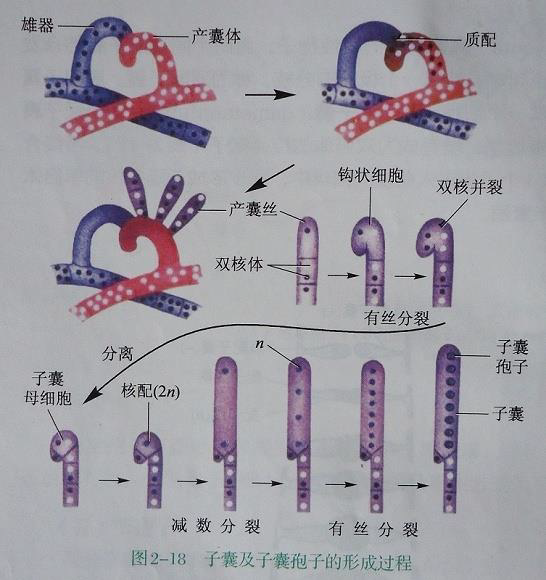 雄器
产囊体
质配
钩状细胞
双核并裂
产囊丝
双核体
有丝分裂
分离
n
子囊
孢子
子囊
母细胞
核配(2n)
子囊
减数分裂
有丝分裂
图2-18 子囊及子囊孢子的形成过程